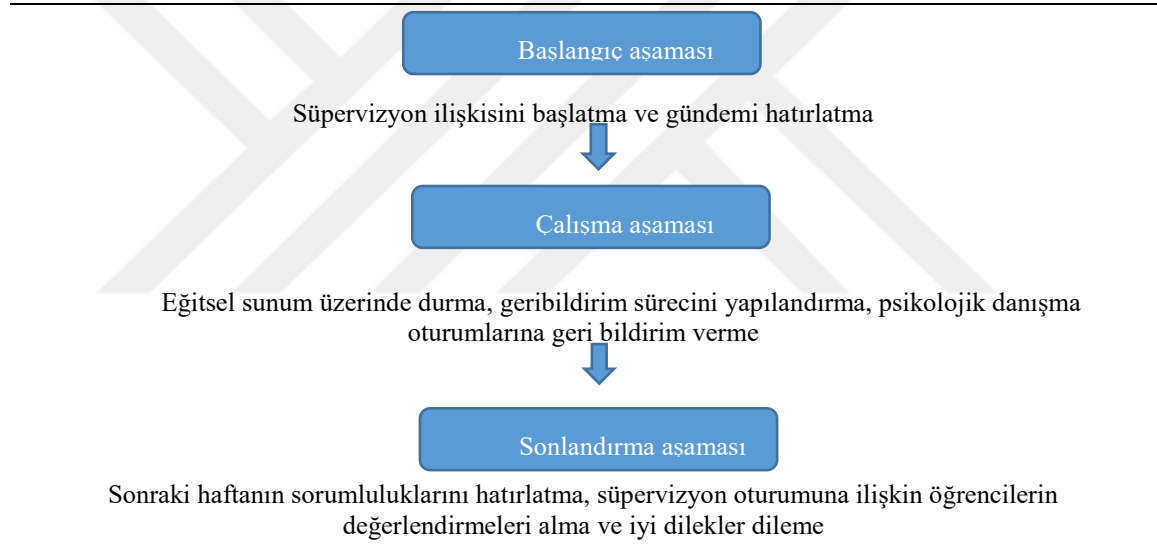 Başlangıç aşaması
Süpervizyon ilişkisini başlatma ve gündemi hatırlatma
Çalışma aşaması
Eğitsel sunum üzerinde durma, geribildirim sürecini yapılandırma, psikolojik danışma
oturumlarına geri bildirim verme
Sonlandırma aşaması
Sonraki haftanın sorumluluklarını hatırlatma, süpervizyon oturumuna ilişkin öğrencilerin
değerlendirmeleri alma ve iyi dilekler dileme